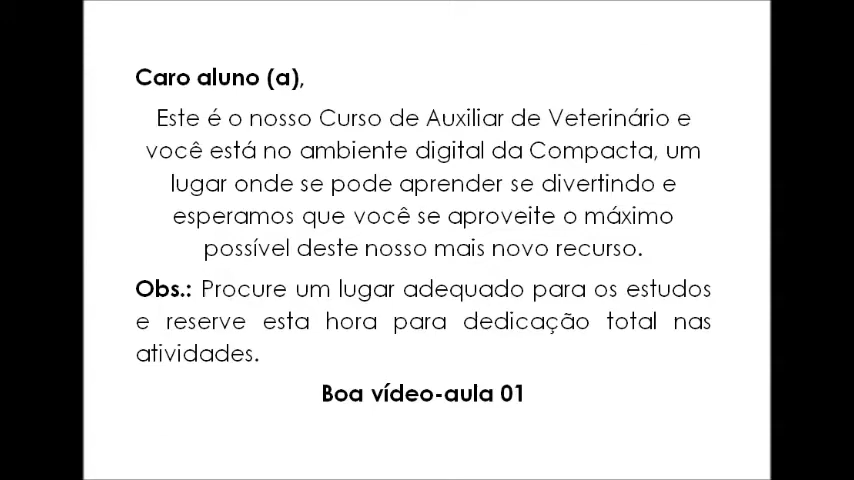 Caro aluno (a),
Este é o nosso Curso de Auxiliar de Veterinário e
você está no ambiente digital da Compacta, um
lugar onde se pode aprender se divertindo e
esperamos que você se aproveite o máximo
possível deste nosso mais novo recurso.
Obs.: Procure um lugar adequado para os estudos
e reserve esta hora para dedicação total nas
atividades.
Boa vídeo-aula 01